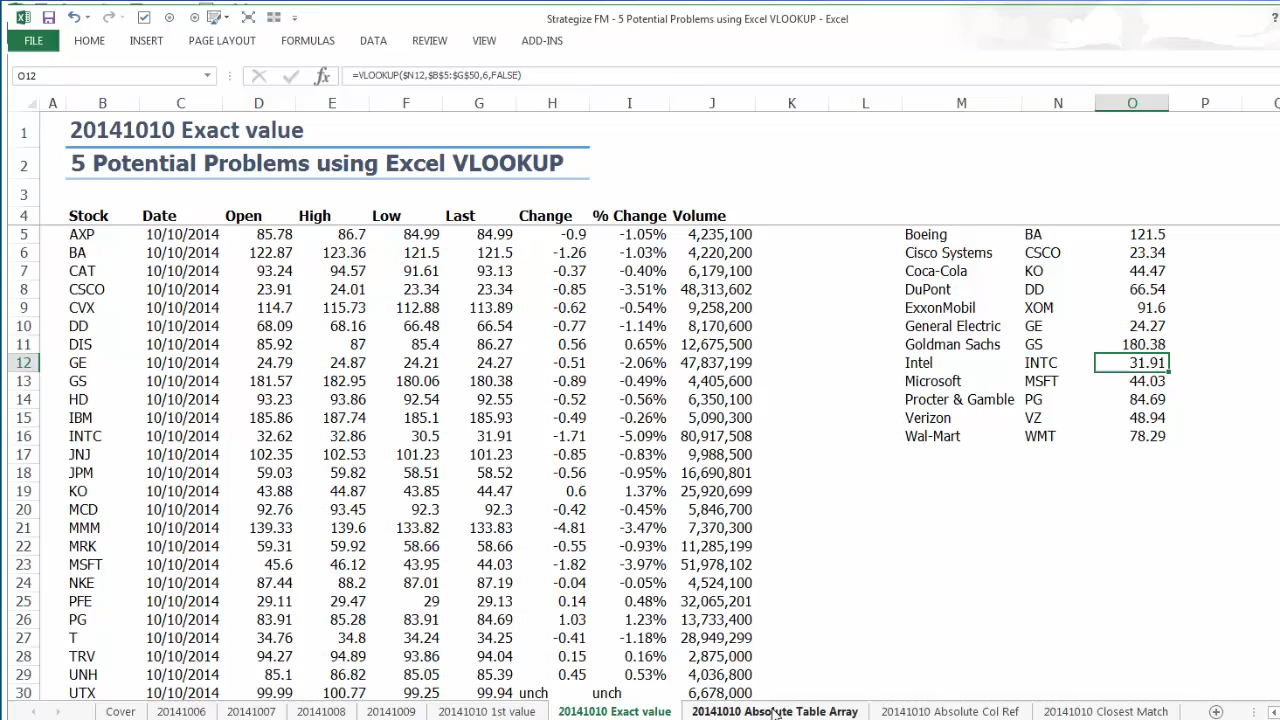 Strategize FM - 5 Potential Problems using Excel VLOOKUP - Excel ?
FILE HOME INSERT PAGE LAYOUT FORMULAS DATA REVIEW VIEW ADD-INS
O12 fx =VLOOKUP($N12,$B$5:$G$50,6,FALSE)
A B C D E F G H I J K L M N O P
1 20141010 Exact value
2 5 Potential Problems using Excel VLOOKUP
3
4 Stock Date Open High Low Last Change % Change Volume
5 AXP 10/10/2014 85.78 86.7 84.99 84.99 -0.9 -1.05% 4,235,100 Boeing BA 121.5
6 BA 10/10/2014 122.87 123.36 121.5 121.5 -1.26 -1.03% 4,220,200 Cisco Systems CSCO 23.34
7 CAT 10/10/2014 93.24 94.57 91.61 93.13 -0.37 -0.40% 6,179,100 Coca-Cola KO 44.47
8 CSCO 10/10/2014 23.91 24.01 23.34 23.34 -0.85 -3.51% 48,313,602 DuPont DD 66.54
9 CVX 10/10/2014 114.7 115.73 112.88 113.89 -0.62 -0.54% 9,258,200 ExxonMobil XOM 91.6
10 DD 10/10/2014 68.09 68.16 66.48 66.54 -0.77 -1.14% 8,170,600 General Electric GE 24.27
11 DIS 10/10/2014 85.92 87 85.4 86.27 0.56 0.65% 12,675,500 Goldman Sachs GS 180.38
12 GE 10/10/2014 24.79 24.87 24.21 24.27 -0.51 -2.06% 47,837,199 Intel INTC 31.91
13 GS 10/10/2014 181.57 182.95 180.06 180.38 -0.89 -0.49% 4,405,600 Microsoft MSFT 44.03
14 HD 10/10/2014 93.23 93.86 92.54 92.55 -0.52 -0.56% 6,350,100 Procter & Gamble PG 84.69
15 IBM 10/10/2014 185.86 187.74 185.1 185.93 -0.49 -0.26% 5,090,300 Verizon VZ 48.94
16 INTC 10/10/2014 32.62 32.86 30.5 31.91 -1.71 -5.09% 80,917,508 Wal-Mart WMT 78.29
17 JNJ 10/10/2014 102.35 102.53 101.23 101.23 -0.85 -0.83% 9,988,500
18 JPM 10/10/2014 59.03 59.82 58.51 58.52 -0.56 -0.95% 16,690,801
19 KO 10/10/2014 43.88 44.87 43.85 44.47 0.6 1.37% 25,920,699
20 MCD 10/10/2014 92.76 93.45 92.3 92.3 -0.42 -0.45% 5,846,700
21 MMM 10/10/2014 139.33 139.6 133.82 133.83 -4.81 -3.47% 7,370,300
22 MRK 10/10/2014 59.31 59.92 58.66 58.66 -0.55 -0.93% 11,285,199
23 MSFT 10/10/2014 45.6 46.12 43.95 44.03 -1.82 -3.97% 51,978,102
24 NKE 10/10/2014 87.44 88.2 87.01 87.19 -0.04 -0.05% 4,524,100
25 PFE 10/10/2014 29.11 29.47 29 29.13 0.14 0.48% 32,065,201
26 PG 10/10/2014 83.91 85.28 83.91 84.69 1.03 1.23% 13,733,400
27 T 10/10/2014 34.76 34.8 34.24 34.25 -0.41 -1.18% 28,949,299
28 TRV 10/10/2014 94.27 94.89 93.86 94.04 0.15 0.16% 2,875,000
29 UNH 10/10/2014 85.1 86.82 85.05 85.39 0.45 0.53% 4,036,800
30 UTX 10/10/2014 99.99 100.77 99.25 99.94 unch unch 6,678,000
Cover 20141006 20141007 20141008 20141009 20141010 1st value 20141010 Exact value 20141010 Absolute Table Array 20141010 Absolute Col Ref 20141010 Closest Match